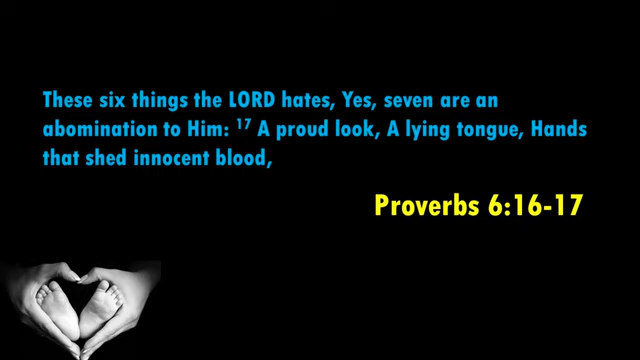 These six things the LORD hates, Yes, seven are an
abomination to Him: 17 A proud look, A lying tongue, Hands
that shed innocent blood,
Proverbs 6:16-17